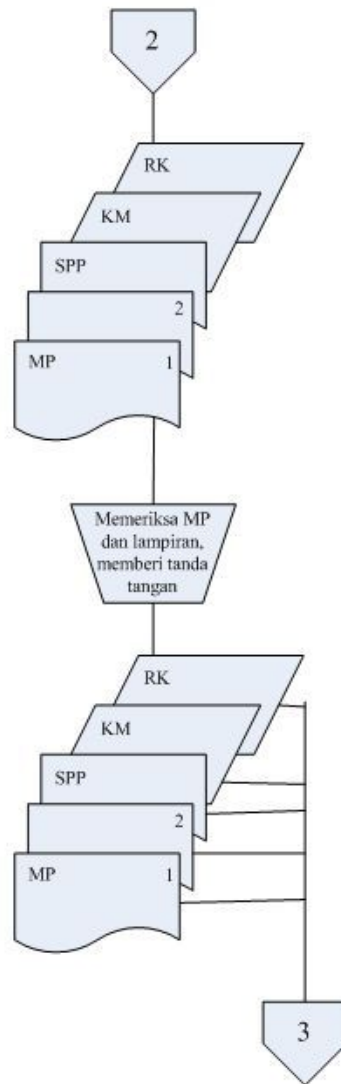 2
RK
KM
SPP
2
MP 1
Memeriksa MP
dan lampiran,
memberi tanda
tangan
RK
KM
SPP
2
MP 1
3